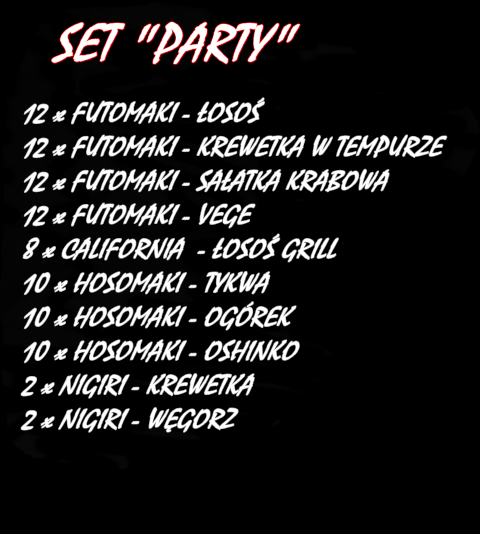 SET "PARTY"
12 x FUTOMAKI - ŁOSOŚ
12 x FUTOMAKI - KREWETKA W TEMPURZE
12 x FUTOMAKI - SAŁATKA KRABOWA
12 x FUTOMAKI - VEGE
8 x CALIFORNIA - ŁOSOŚ GRILL
10 x HOSOMAKI - TYKWA
10 x HOSOMAKI - OGÓREK
10 x HOSOMAKI - OSHINKO
2 x NIGIRI - KREWETKA
2 x NIGIRI - WĘGORZ